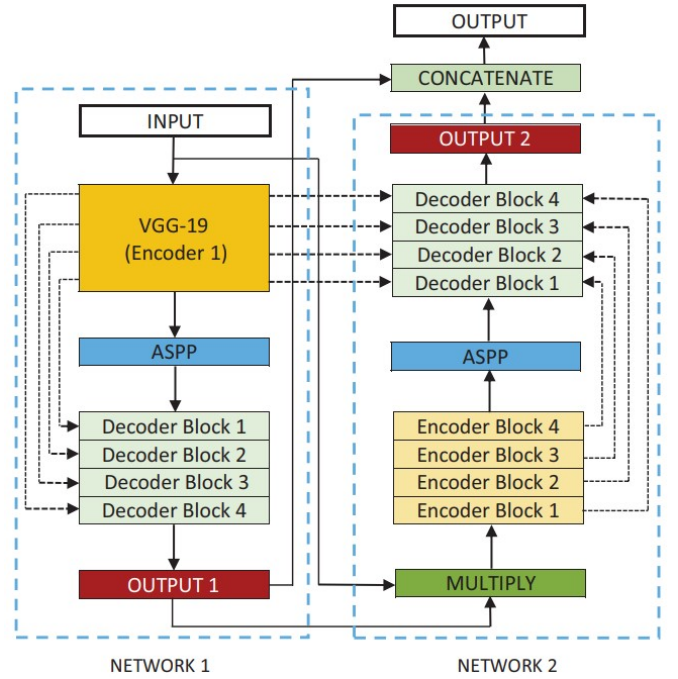 OUTPUT
CONCATENATE
INPUT
VGG-19
(Encoder 1)
ASPP
Decoder Block 1
Decoder Block 2
Decoder Block 3
Decoder Block 4
OUTPUT 1
NETWORK 1
OUTPUT 2
Decoder Block 4
Decoder Block 3
Decoder Block 2
Decoder Block 1
ASPP
Encoder Block 4
Encoder Block 3
Encoder Block 2
Encoder Block 1
MULTIPLY
NETWORK 2